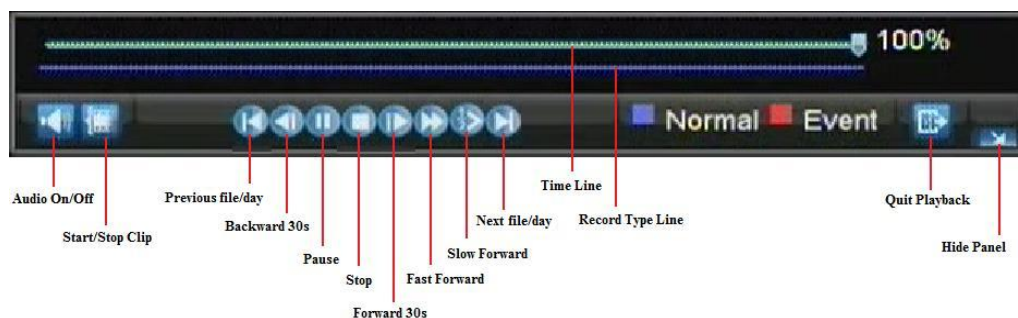 100%
Normal
Event
Audio On/Off
Start/Stop Clip
Previous file/day
Backward 30s
Pause
Stop
Forward 30s
Fast Forward
Slow Forward
Next file/day
Time Line
Record Type Line
Quit Playback
Hide Panel